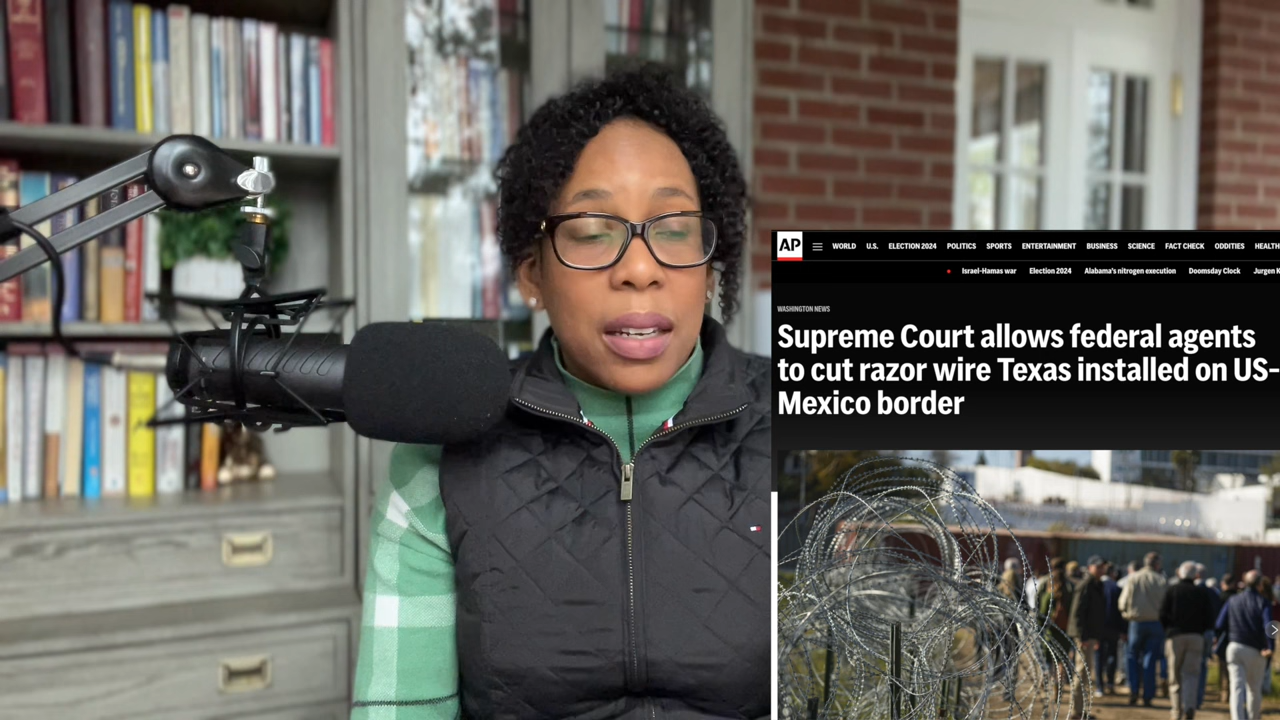 AP
WORLD U.S. ELECTION 2024 POLITICS SPORTS ENTERTAINMENT BUSINESS SCIENCE FACT CHECK ODDITIES HEALTH
Israel-Hamas war Election 2024 Alabama's nitrogen execution Doomsday Clock Jurgen K
WASHINGTON NEWS
Supreme Court allows federal agents
to cut razor wire Texas installed on US-
Mexico border